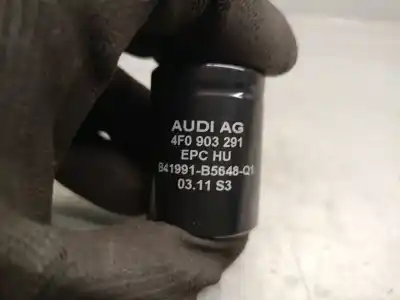 AUDI AG
4F0 903 291
EPC HU
B41991-B5648-Q1
03.11 S3